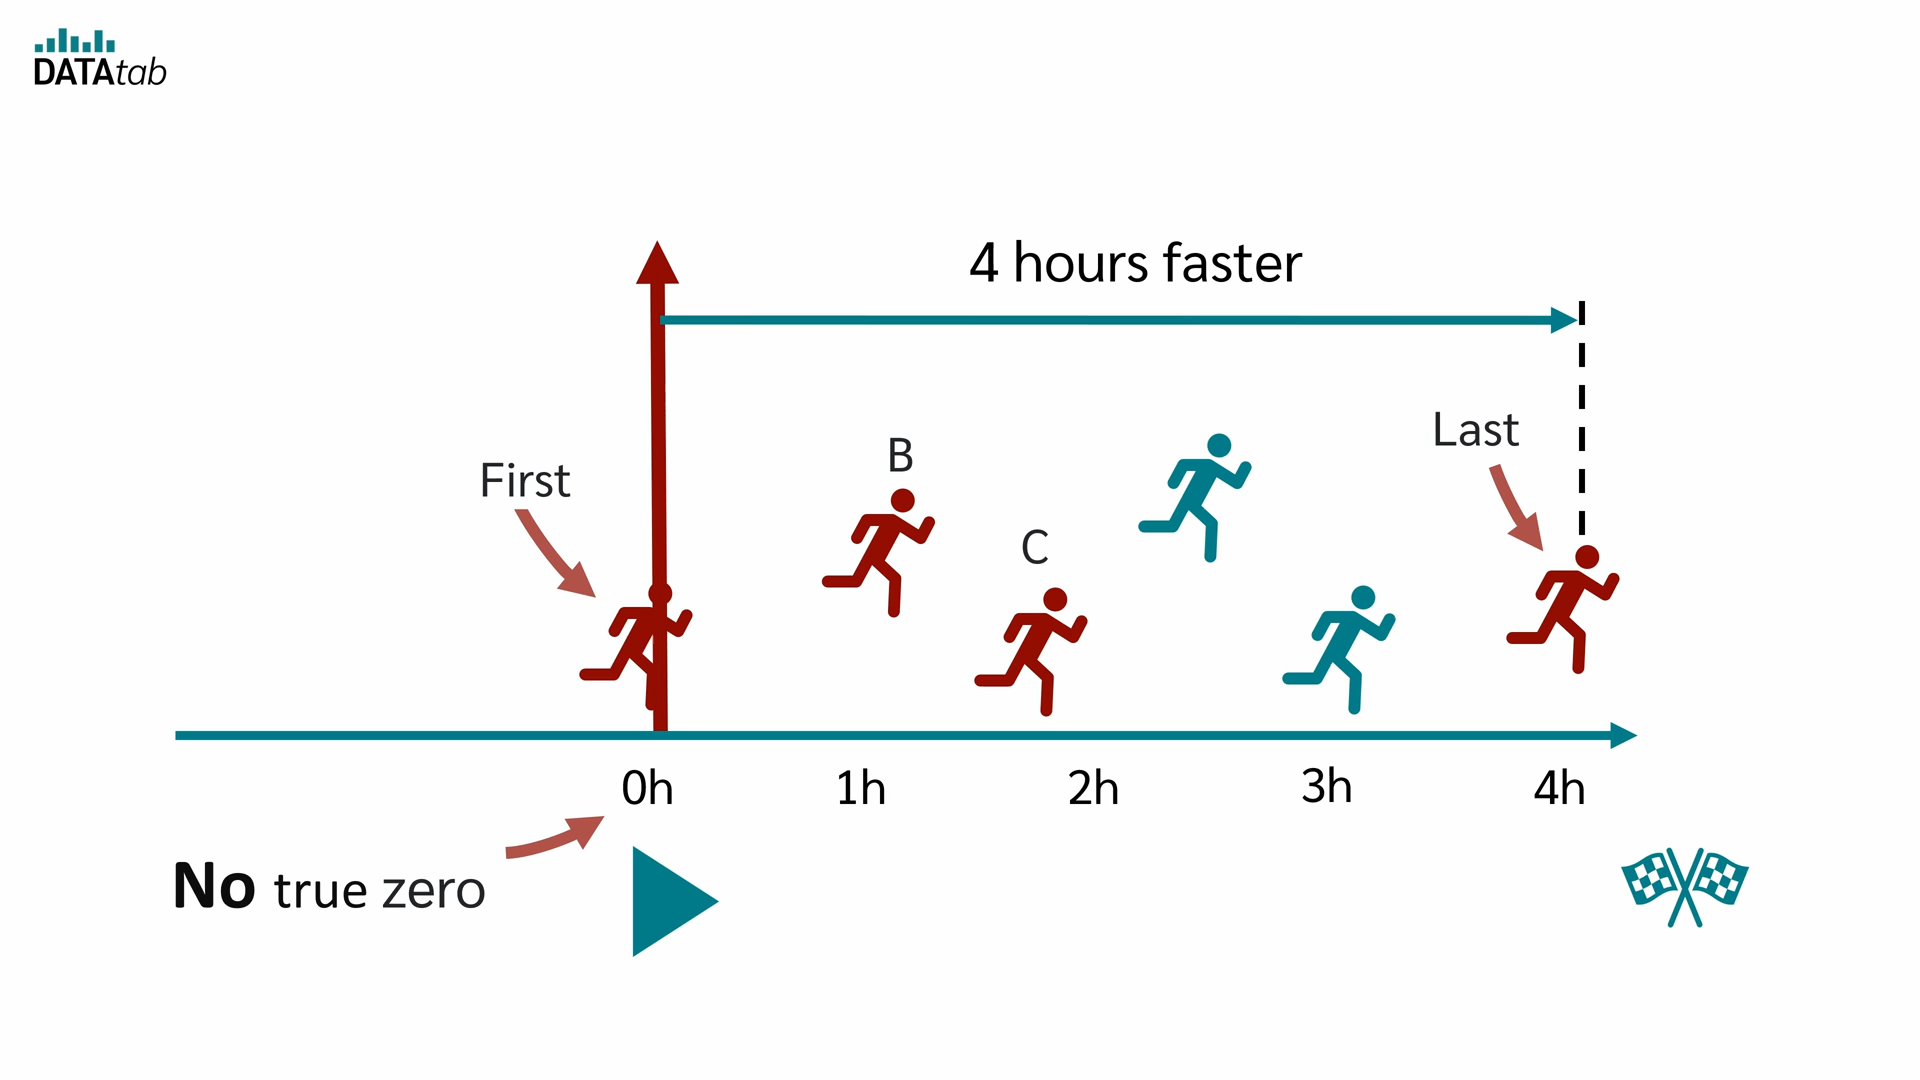 DATAtab
4 hours faster
Last
B
First
C
0h 1h 2h 3h 4h
No true zero